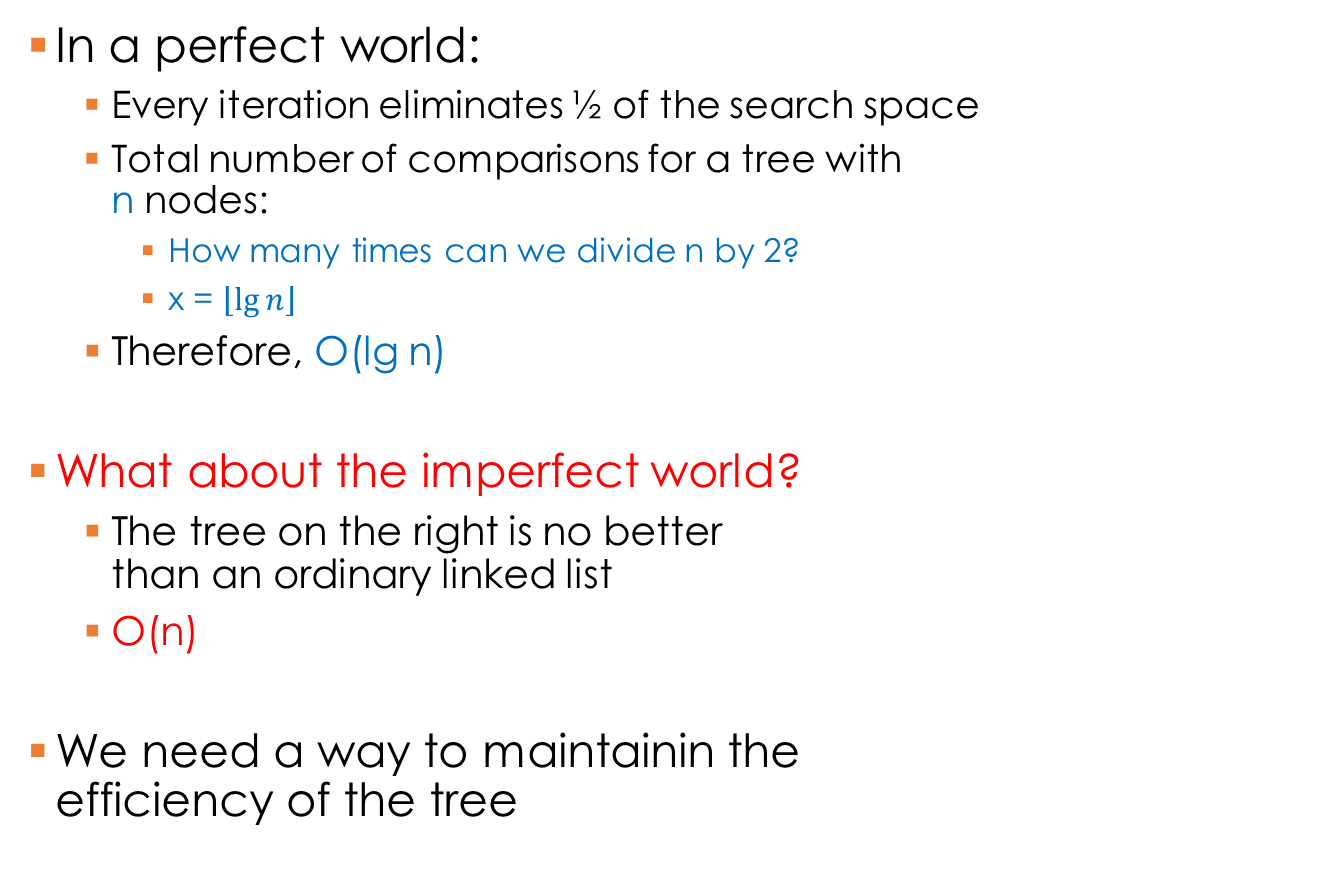 In a perfect world:
Every iteration eliminates ½ of the search space
Total number of comparisons for a tree with
n nodes:
How many times can we divide n by 2?
x = ⌊lg n⌋
Therefore, O(lg n)
What about the imperfect world?
The tree on the right is no better
than an ordinary linked list
O(n)
We need a way to maintainin the
efficiency of the tree